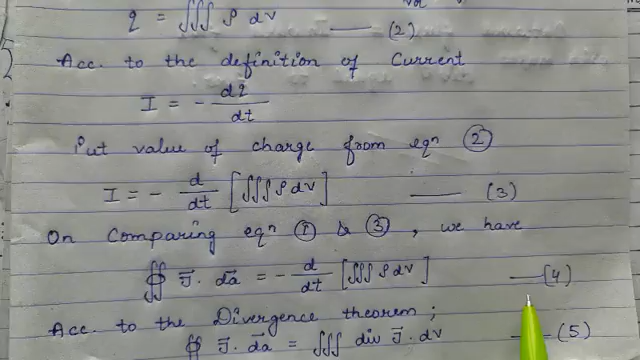 q = ∭ ρ dv —— (2)
Acc. to the definition of Current
I = - dq/dt
Put value of charge from eqn ②
I = - d/dt [∭ ρ dv] —— (3)
On Comparing eqn ① & ③, we have
∯ J⃗ . da⃗ = - d/dt [∭ ρ dv] —— (4)
Acc. to the Divergence theorem;
∯ J⃗ . da⃗ = ∭ div J⃗ . dv —— (5)